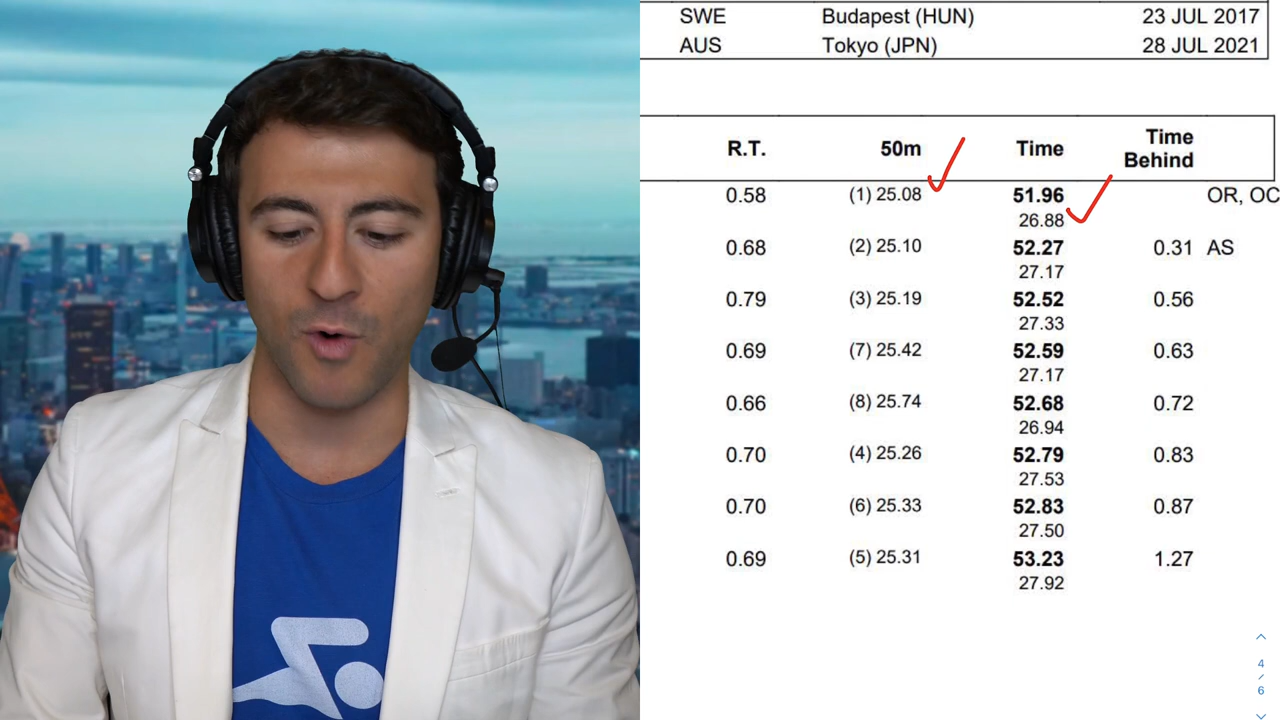 SWE Budapest (HUN) 23 JUL 2017
AUS Tokyo (JPN) 28 JUL 2021
R.T. 50m Time Time Behind
0.58 (1) 25.08 51.96 OR, OC
26.88
0.68 (2) 25.10 52.27 0.31 AS
27.17
0.79 (3) 25.19 52.52 0.56
27.33
0.69 (7) 25.42 52.59 0.63
27.17
0.66 (8) 25.74 52.68 0.72
26.94
0.70 (4) 25.26 52.79 0.83
27.53
0.70 (6) 25.33 52.83 0.87
27.50
0.69 (5) 25.31 53.23 1.27
27.92
4
/
6